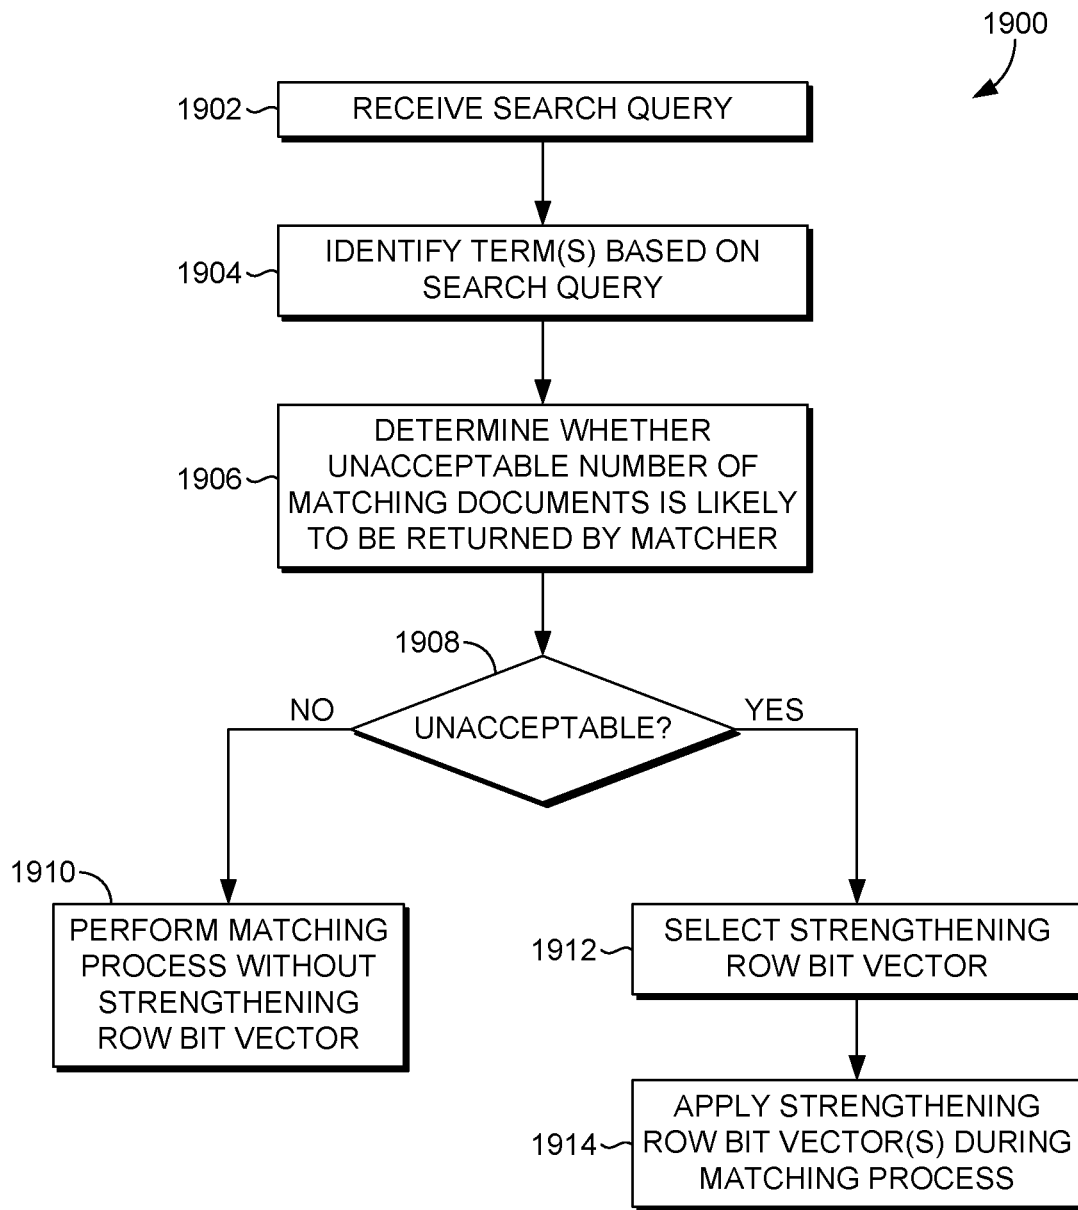 1900
1902
RECEIVE SEARCH QUERY
1904
IDENTIFY TERM(S) BASED ON
SEARCH QUERY
1906
DETERMINE WHETHER
UNACCEPTABLE NUMBER OF
MATCHING DOCUMENTS IS LIKELY
TO BE RETURNED BY MATCHER
1908
NO
UNACCEPTABLE?
YES
1910
PERFORM MATCHING
PROCESS WITHOUT
STRENGTHENING
ROW BIT VECTOR
1912
SELECT STRENGTHENING
ROW BIT VECTOR
1914
APPLY STRENGTHENING
ROW BIT VECTOR(S) DURING
MATCHING PROCESS